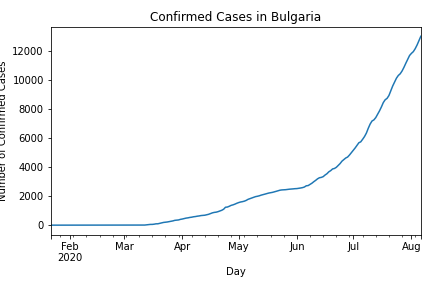 Confirmed Cases in Bulgaria
Number of Confirmed Cases
12000
10000
8000
6000
4000
2000
0
Feb Mar Apr May Jun Jul Aug
2020
Day